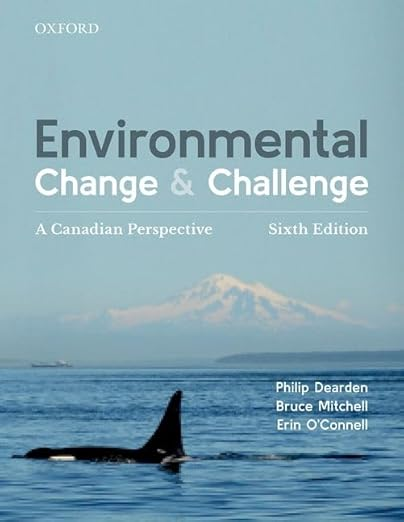 OXFORD
Environmental
Change & Challenge
A Canadian Perspective Sixth Edition
Philip Dearden
Bruce Mitchell
Erin O'Connell